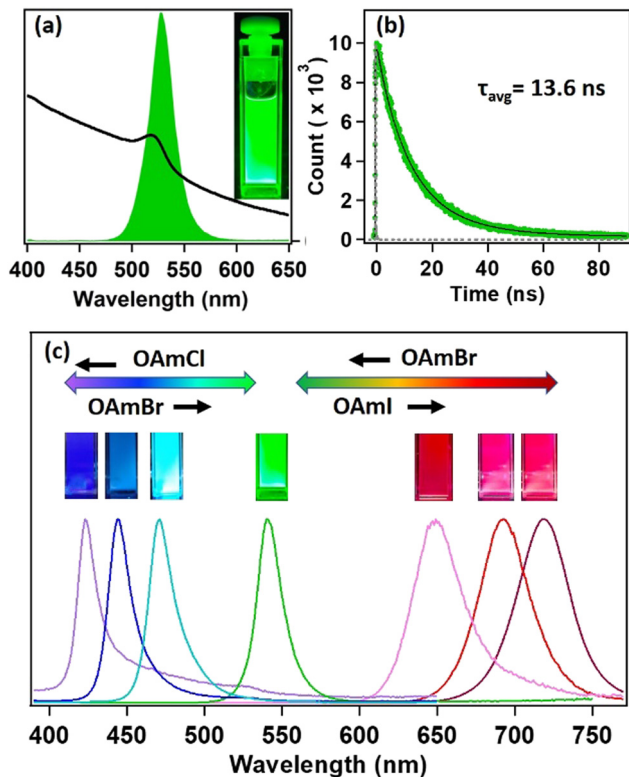 (a)
400 450 500 550 600 650
Wavelength (nm)
(b)
τavg= 13.6 ns
Count ( x 10³)
10
8
6
4
2
0
0 20 40 60 80
Time (ns)
(c)
OAmCl
OAmBr
OAmBr
OAmI
400 450 500 550 600 650 700 750
Wavelength (nm)